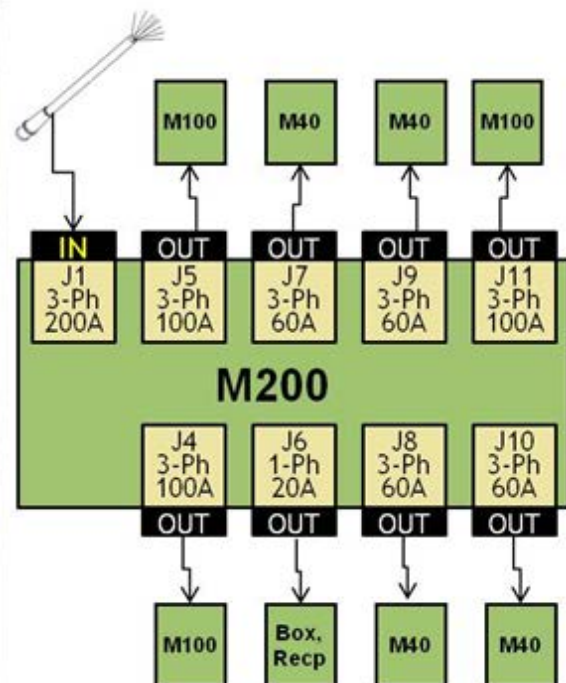 M100
M40
M40
M100
IN
OUT
OUT
OUT
OUT
J1
3-Ph
200A
J5
3-Ph
100A
J7
3-Ph
60A
J9
3-Ph
60A
J11
3-Ph
100A
M200
J4
3-Ph
100A
J6
1-Ph
20A
J8
3-Ph
60A
J10
3-Ph
60A
OUT
OUT
OUT
OUT
M100
Box,
Recp
M40
M40